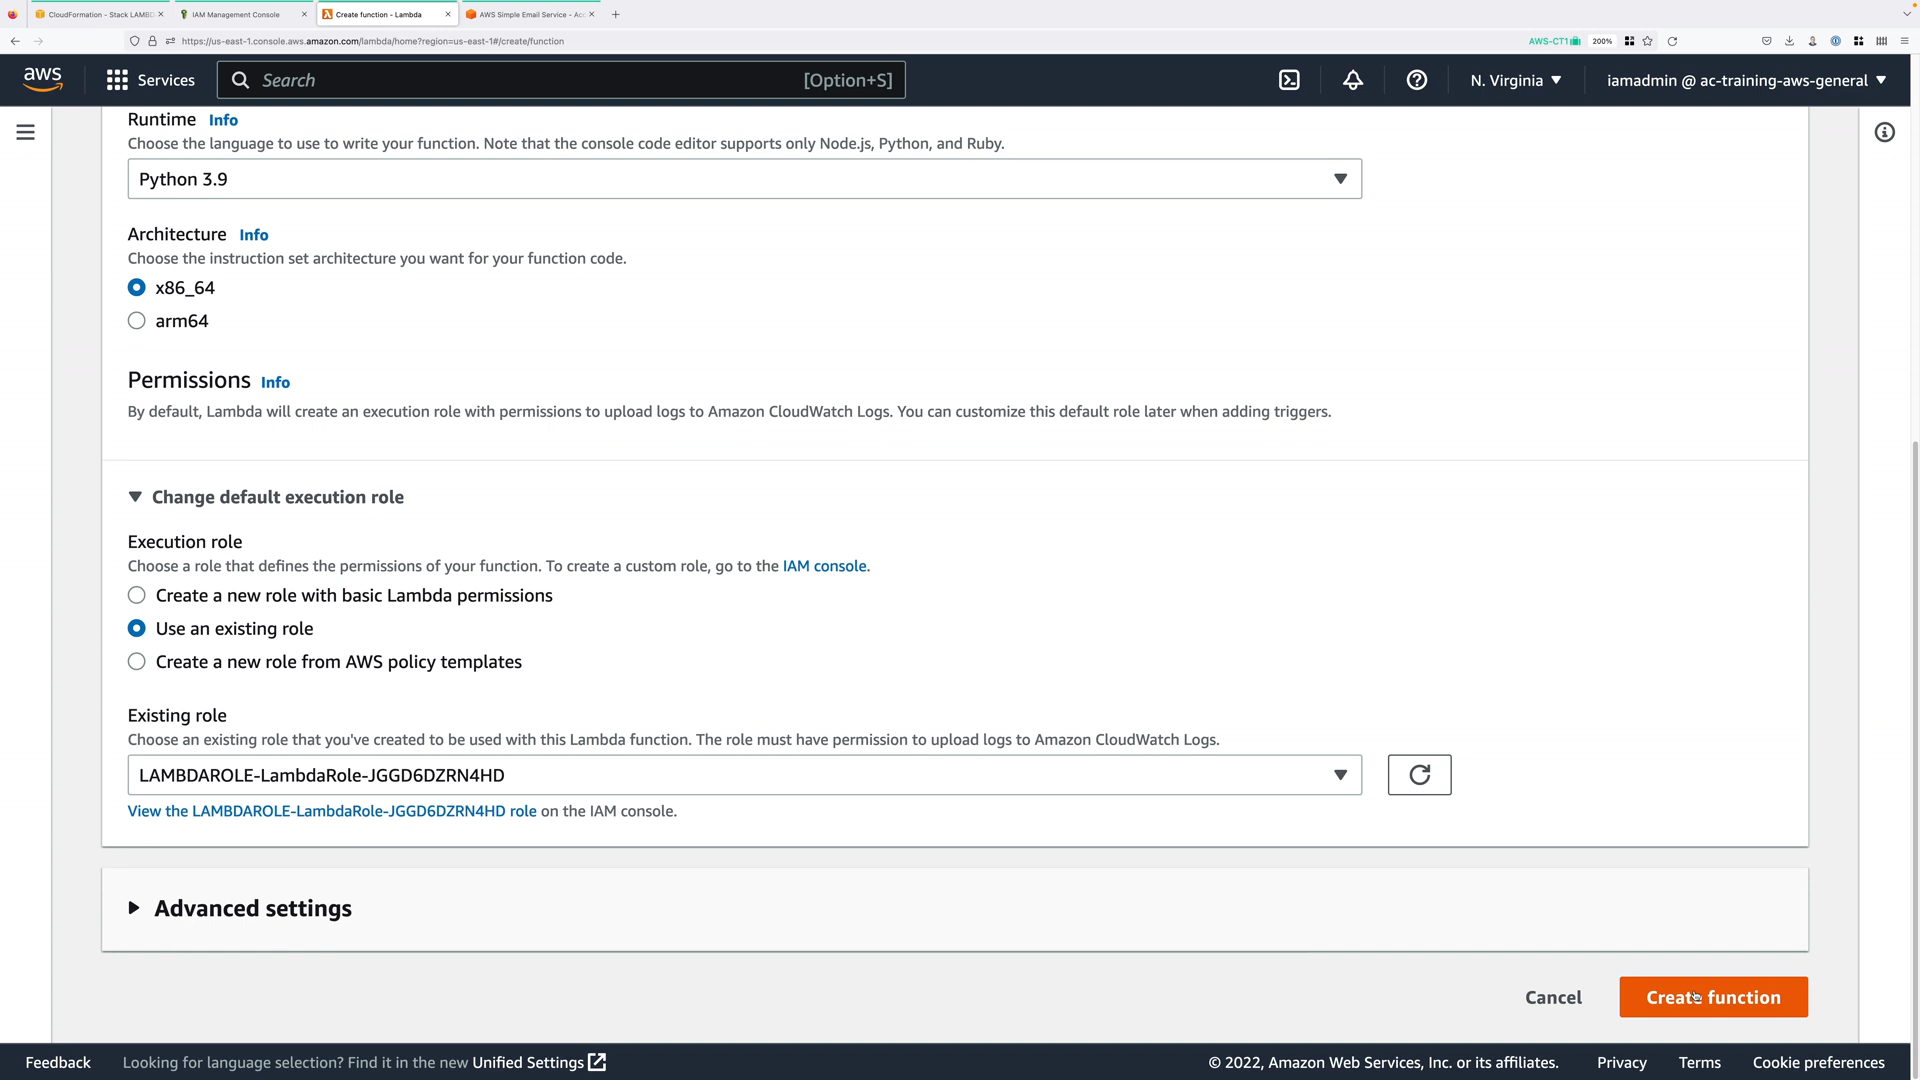 CloudFormation - Stack LAMBD
IAM Management Console
Create function - Lambda
AWS Simple Email Service - Acc
https://us-east-1.console.aws.amazon.com/lambda/home?region=us-east-1#/create/function
AWS-CT1
200%
aws
Services
Search
[Option+S]
N. Virginia
iamadmin @ ac-training-aws-general
Runtime Info
Choose the language to use to write your function. Note that the console code editor supports only Node.js, Python, and Ruby.
Python 3.9
Architecture Info
Choose the instruction set architecture you want for your function code.
x86_64
arm64
Permissions Info
By default, Lambda will create an execution role with permissions to upload logs to Amazon CloudWatch Logs. You can customize this default role later when adding triggers.
Change default execution role
Execution role
Choose a role that defines the permissions of your function. To create a custom role, go to the IAM console.
Create a new role with basic Lambda permissions
Use an existing role
Create a new role from AWS policy templates
Existing role
Choose an existing role that you've created to be used with this Lambda function. The role must have permission to upload logs to Amazon CloudWatch Logs.
LAMBDAROLE-LambdaRole-JGGD6DZRN4HD
View the LAMBDAROLE-LambdaRole-JGGD6DZRN4HD role on the IAM console.
Advanced settings
Cancel
Create function
Feedback
Looking for language selection? Find it in the new Unified Settings
© 2022, Amazon Web Services, Inc. or its affiliates.
Privacy
Terms
Cookie preferences